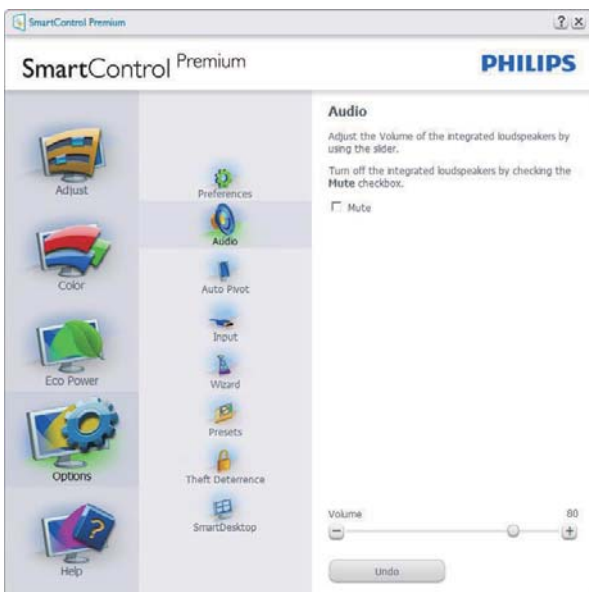 SmartControl Premium
SmartControl Premium
PHILIPS
Adjust
Color
Eco Power
Options
Help
Preferences
Audio
Auto Pivot
Input
Wizard
Presets
Theft Deterrence
SmartDesktop
Audio
Adjust the Volume of the integrated loudspeakers by
using the slider.
Turn off the integrated loudspeakers by checking the
Mute checkbox.
Mute
Volume 80
Undo